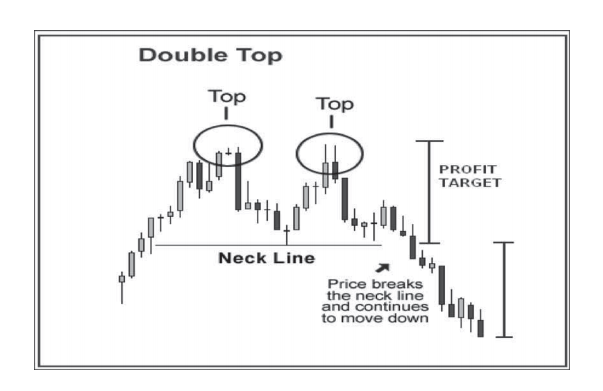 Double Top
Top
Top
PROFIT
TARGET
Neck Line
Price breaks
the neck line
and continues
to move down